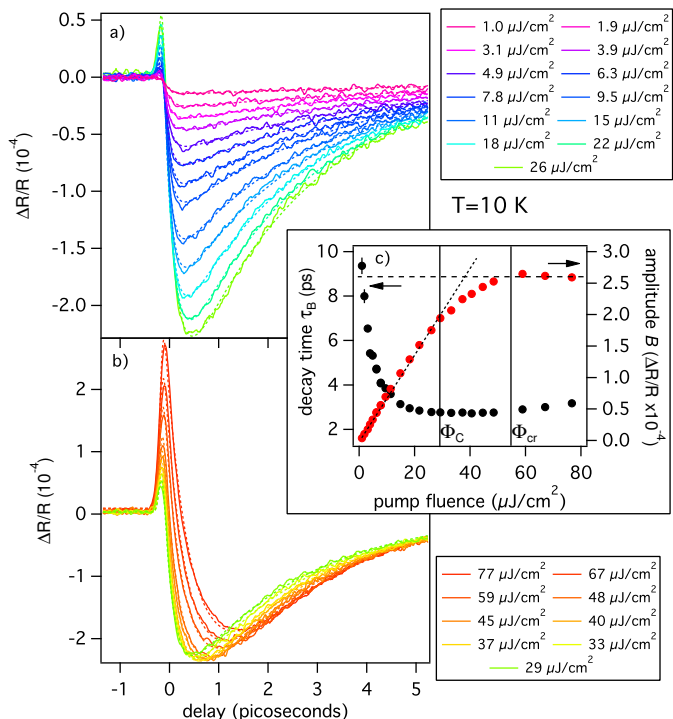 a)
0.5
0.0
-0.5
-1.0
-1.5
-2.0
ΔR/R (10⁻⁴)
1.0 μJ/cm² 1.9 μJ/cm²
3.1 μJ/cm² 3.9 μJ/cm²
4.9 μJ/cm² 6.3 μJ/cm²
7.8 μJ/cm² 9.5 μJ/cm²
11 μJ/cm² 15 μJ/cm²
18 μJ/cm² 22 μJ/cm²
26 μJ/cm²
T=10 K
c)
10
8
6
4
2
decay time τ_B (ps)
3.0
2.5
2.0
1.5
1.0
0.5
0.0
amplitude B (ΔR/R x10⁻⁴)
Φ_C Φ_cr
0 20 40 60 80
pump fluence (μJ/cm²)
b)
2
1
0
-1
-2
ΔR/R (10⁻⁴)
-1 0 1 2 3 4 5
delay (picoseconds)
77 μJ/cm² 67 μJ/cm²
59 μJ/cm² 48 μJ/cm²
45 μJ/cm² 40 μJ/cm²
37 μJ/cm² 33 μJ/cm²
29 μJ/cm²